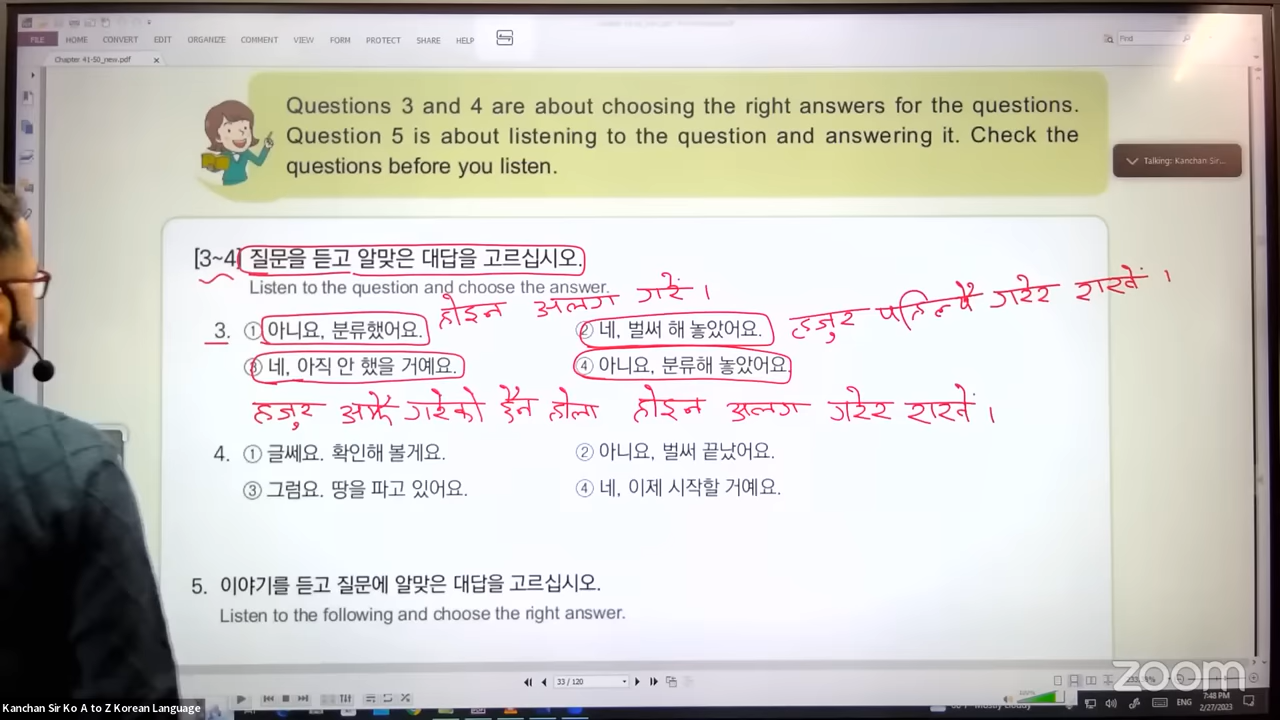 FILE HOME CONVERT EDIT ORGANIZE COMMENT VIEW FORM PROTECT SHARE HELP
Find
Chapter 41-50_new.pdf ×
Questions 3 and 4 are about choosing the right answers for the questions.
Question 5 is about listening to the question and answering it. Check the
questions before you listen.
Talking: Kanchan Sir...
[3~4] 질문을 듣고 알맞은 대답을 고르십시오.
Listen to the question and choose the answer.
होइन अलग गरें ।
हजुर पहिल्यै गरेर राखें ।
3. ① 아니요, 분류했어요. ② 네, 벌써 해 놓았어요.
③ 네, 아직 안 했을 거예요. ④ 아니요, 분류해 놓았어요.
हजुर अझै गरेको हैन होला होइन अलग गरेर राखें ।
4. ① 글쎄요. 확인해 볼게요. ② 아니요, 벌써 끝났어요.
③ 그럼요. 땅을 파고 있어요. ④ 네, 이제 시작할 거예요.
5. 이야기를 듣고 질문에 알맞은 대답을 고르십시오.
Listen to the following and choose the right answer.
33 / 120
zoom
ENG 7:48 PM
2/27/2023
Kanchan Sir Ko A to Z Korean Language